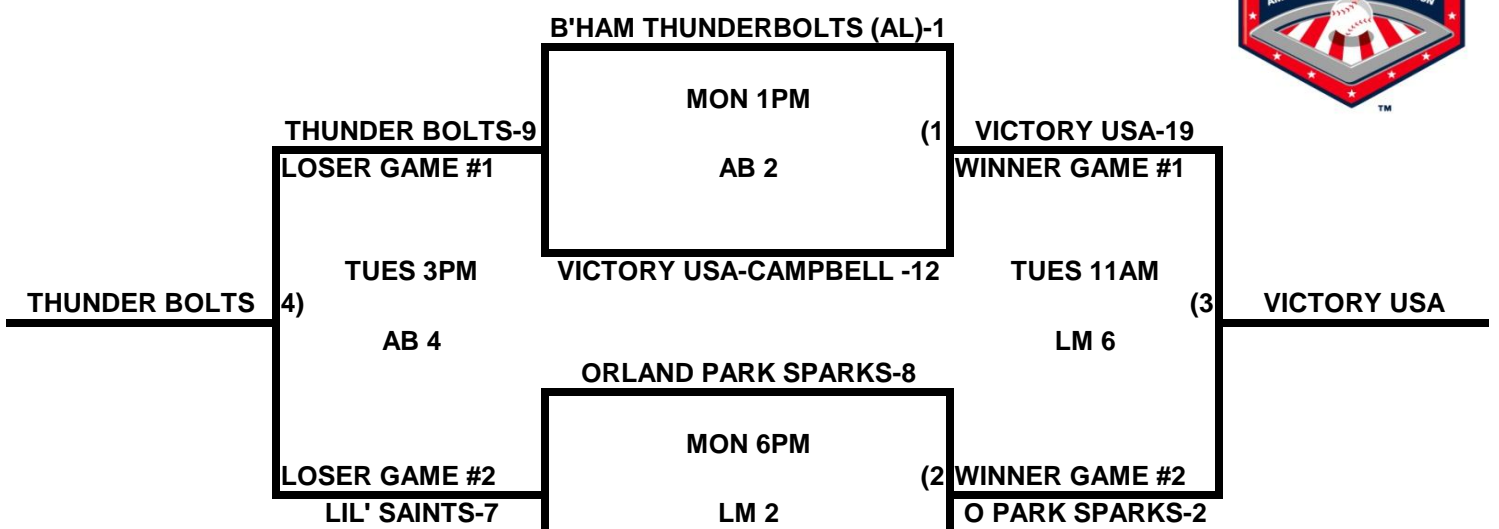 B'HAM THUNDERBOLTS (AL)-1
MON 1PM
THUNDER BOLTS-9
(1
VICTORY USA-19
LOSER GAME #1
AB 2
WINNER GAME #1
TUES 3PM
VICTORY USA-CAMPBELL -12
TUES 11AM
THUNDER BOLTS
4)
(3
VICTORY USA
AB 4
LM 6
ORLAND PARK SPARKS-8
MON 6PM
LOSER GAME #2
(2
WINNER GAME #2
LIL' SAINTS-7
LM 2
O PARK SPARKS-2
TM